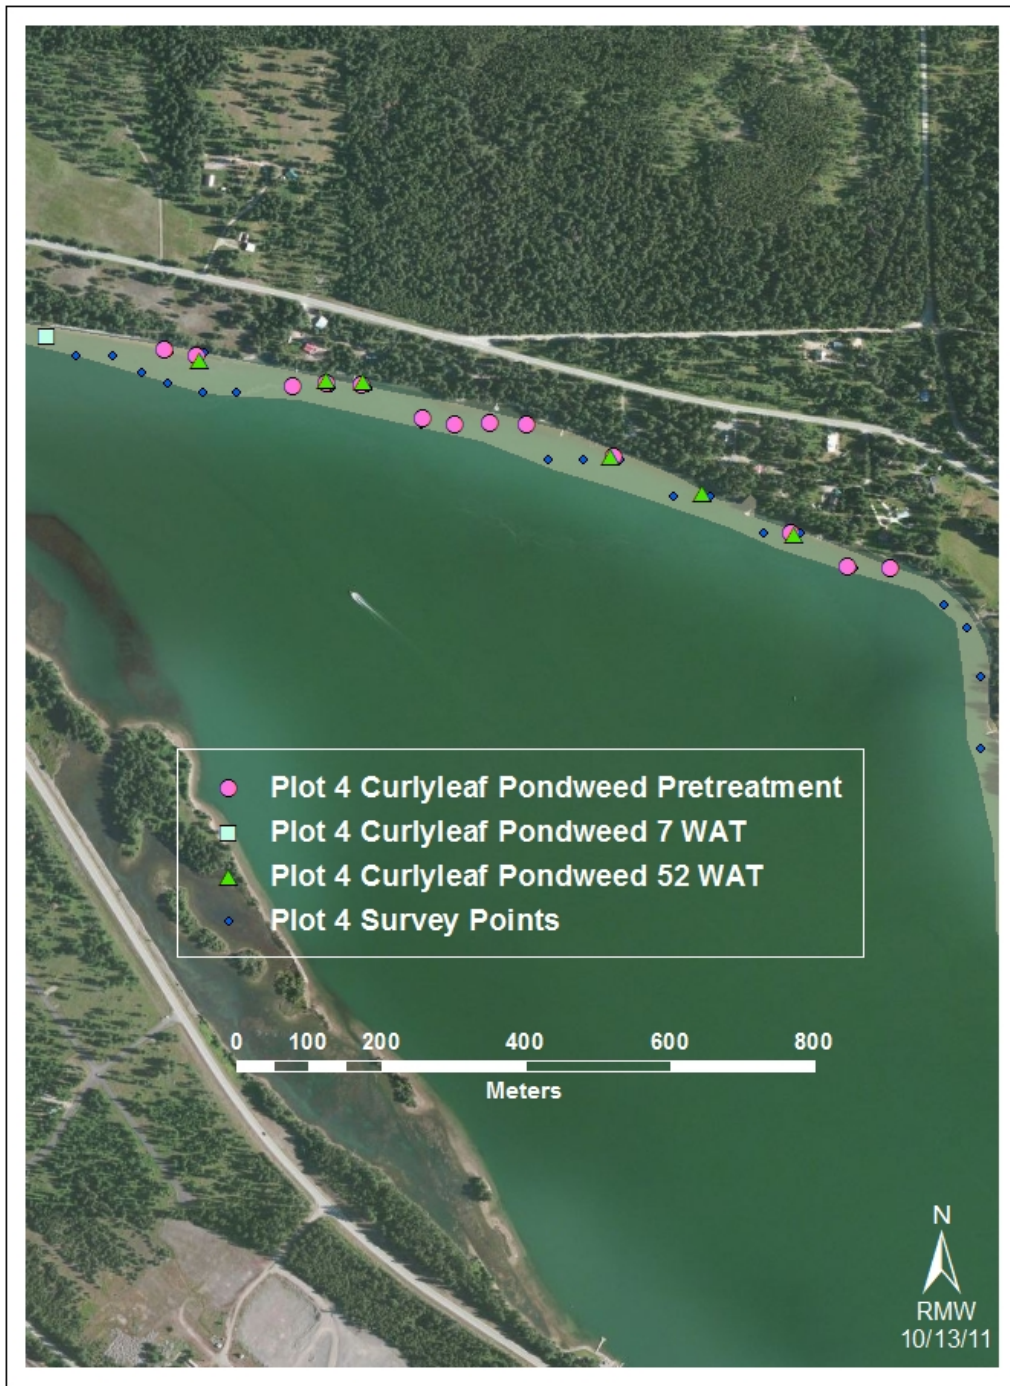 Plot 4 Curlyleaf Pondweed Pretreatment
Plot 4 Curlyleaf Pondweed 7 WAT
Plot 4 Curlyleaf Pondweed 52 WAT
Plot 4 Survey Points
0 100 200 400 600 800
Meters
N
RMW
10/13/11